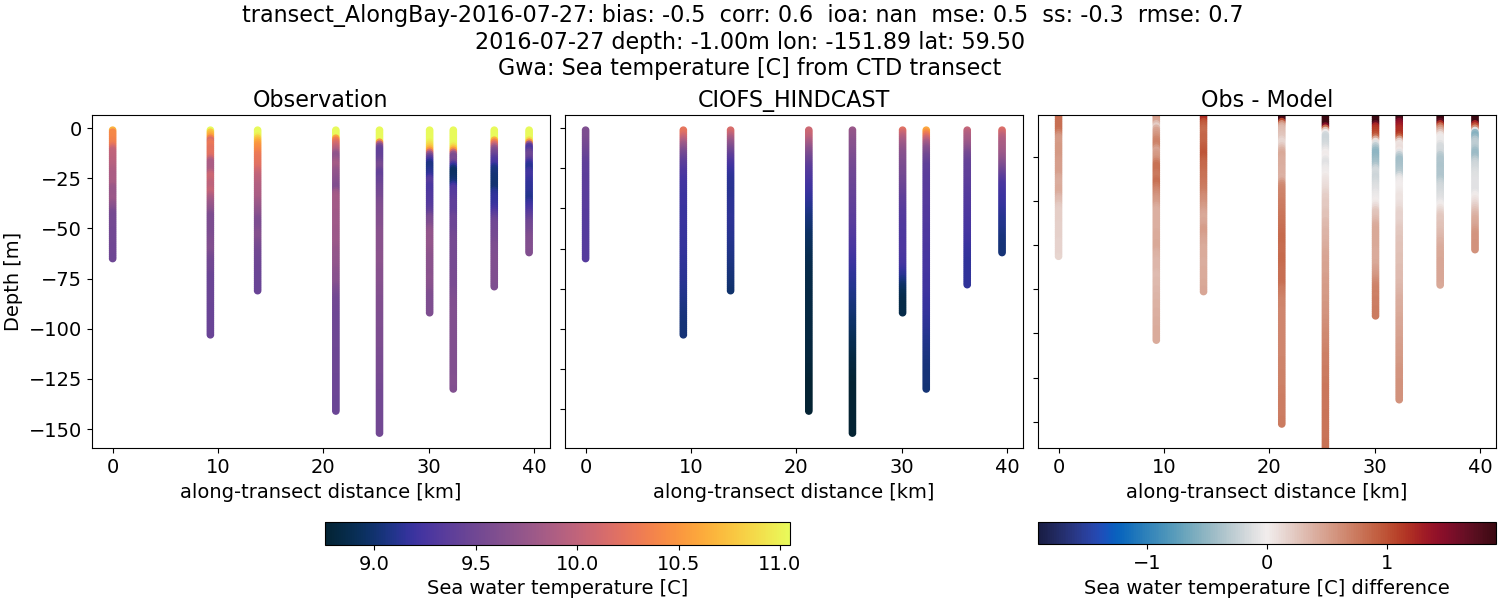 transect_AlongBay-2016-07-27: bias: -0.5  corr: 0.6  ioa: nan  mse: 0.5  ss: -0.3  rmse: 0.7
2016-07-27 depth: -1.00m lon: -151.89 lat: 59.50
Gwa: Sea temperature [C] from CTD transect
Observation
CIOFS_HINDCAST
Obs - Model
Depth [m]
0
−25
−50
−75
−100
−125
−150
0 10 20 30 40
0 10 20 30 40
0 10 20 30 40
along-transect distance [km]
along-transect distance [km]
along-transect distance [km]
9.0 9.5 10.0 10.5 11.0
Sea water temperature [C]
−1 0 1
Sea water temperature [C] difference